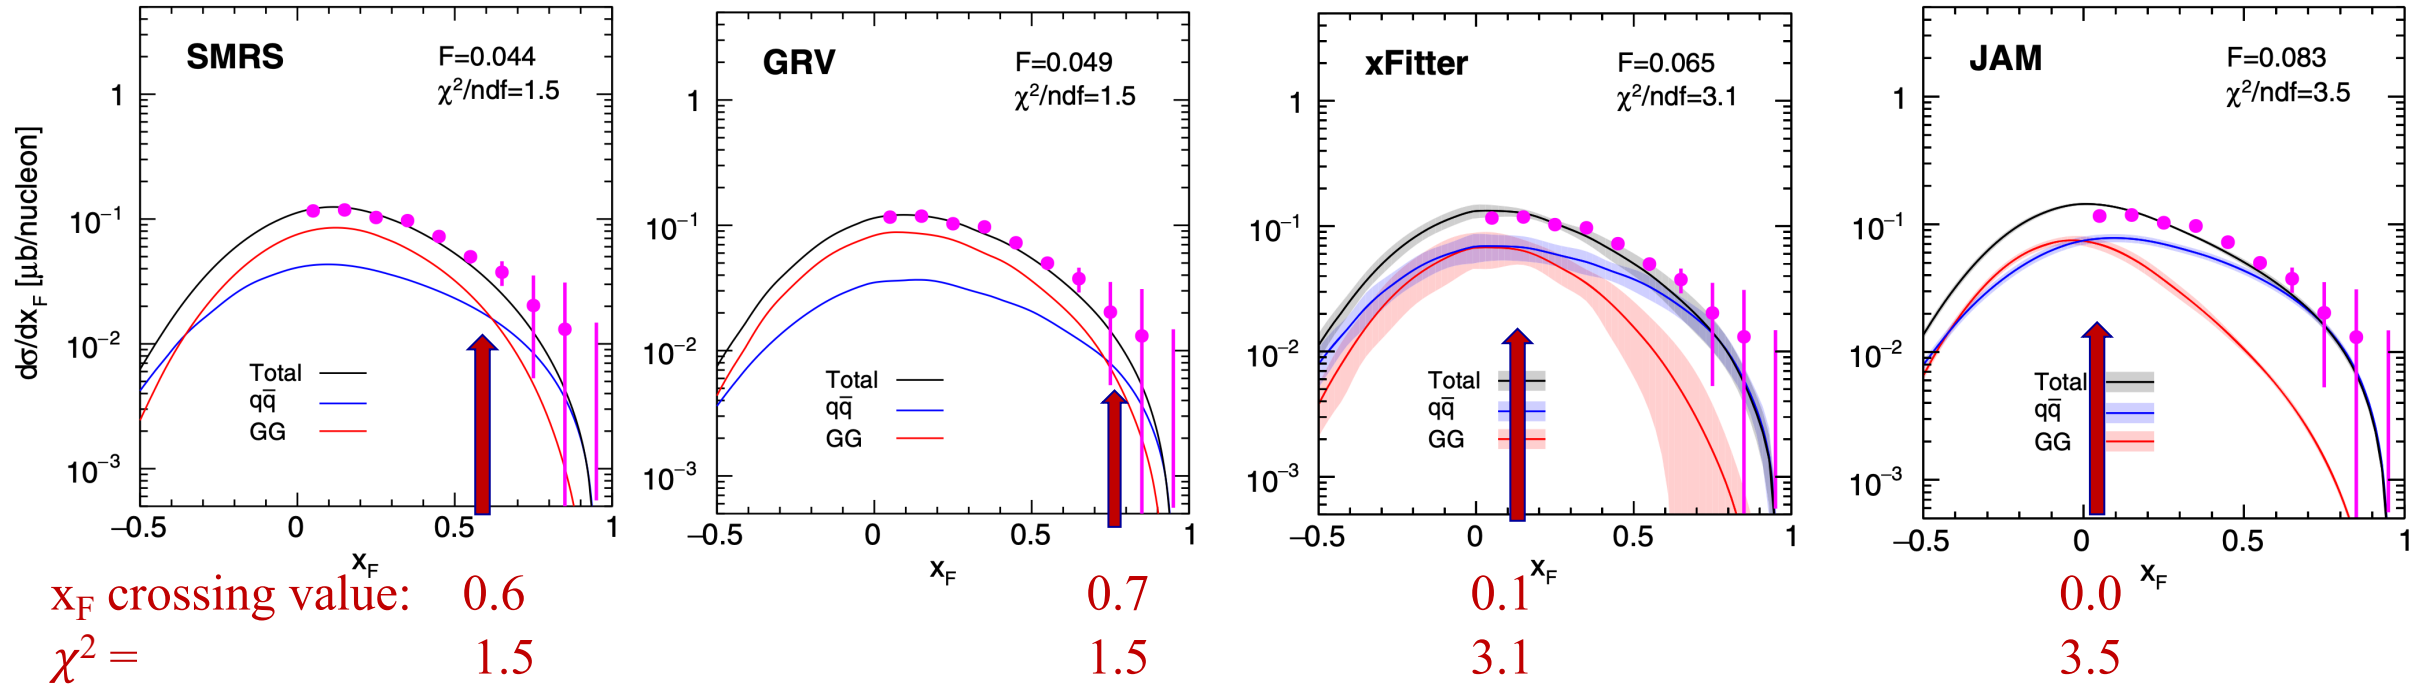 SMRS
F=0.044
χ²/ndf=1.5
dσ/dx_F [μb/nucleon]
1
10⁻¹
10⁻²
10⁻³
Total
qq̄
GG
−0.5 0 0.5 1
x_F
GRV
F=0.049
χ²/ndf=1.5
1
10⁻¹
10⁻²
10⁻³
Total
qq̄
GG
−0.5 0 0.5 1
x_F
xFitter
F=0.065
χ²/ndf=3.1
1
10⁻¹
10⁻²
10⁻³
Total
qq̄
GG
−0.5 0 0.5 1
x_F
JAM
F=0.083
χ²/ndf=3.5
1
10⁻¹
10⁻²
10⁻³
Total
qq̄
GG
−0.5 0 0.5 1
x_F
x_F crossing value: 0.6 0.7 0.1 0.0
χ² = 1.5 1.5 3.1 3.5